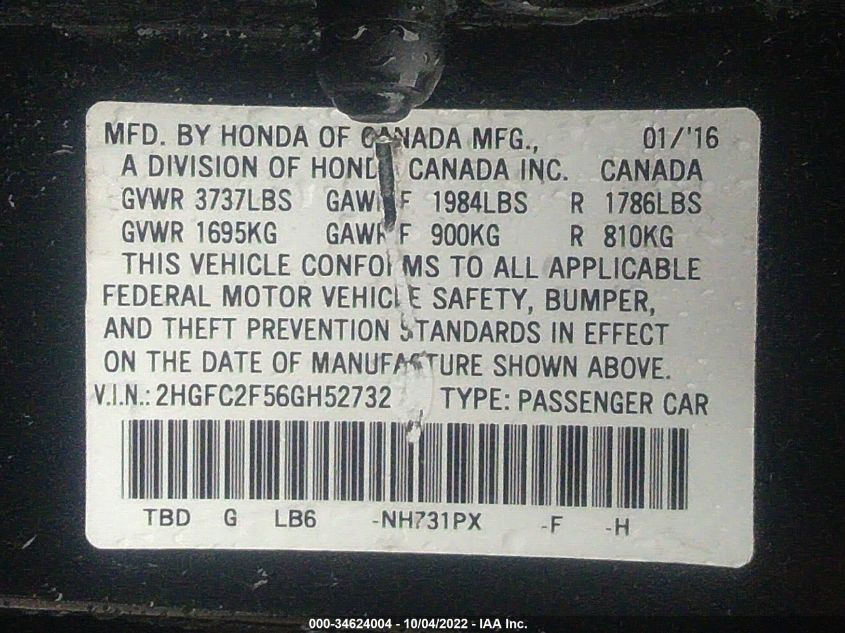 MFD. BY HONDA OF CANADA MFG., 01/'16
A DIVISION OF HONDA CANADA INC. CANADA
GVWR 3737LBS GAWR F 1984LBS R 1786LBS
GVWR 1695KG GAWR F 900KG R 810KG
THIS VEHICLE CONFORMS TO ALL APPLICABLE
FEDERAL MOTOR VEHICLE SAFETY, BUMPER,
AND THEFT PREVENTION STANDARDS IN EFFECT
ON THE DATE OF MANUFACTURE SHOWN ABOVE.
V.I.N.: 2HGFC2F56GH52732 TYPE: PASSENGER CAR
TBD G LB6 -NH731PX -F -H
000-34624004 - 10/04/2022 - IAA Inc.